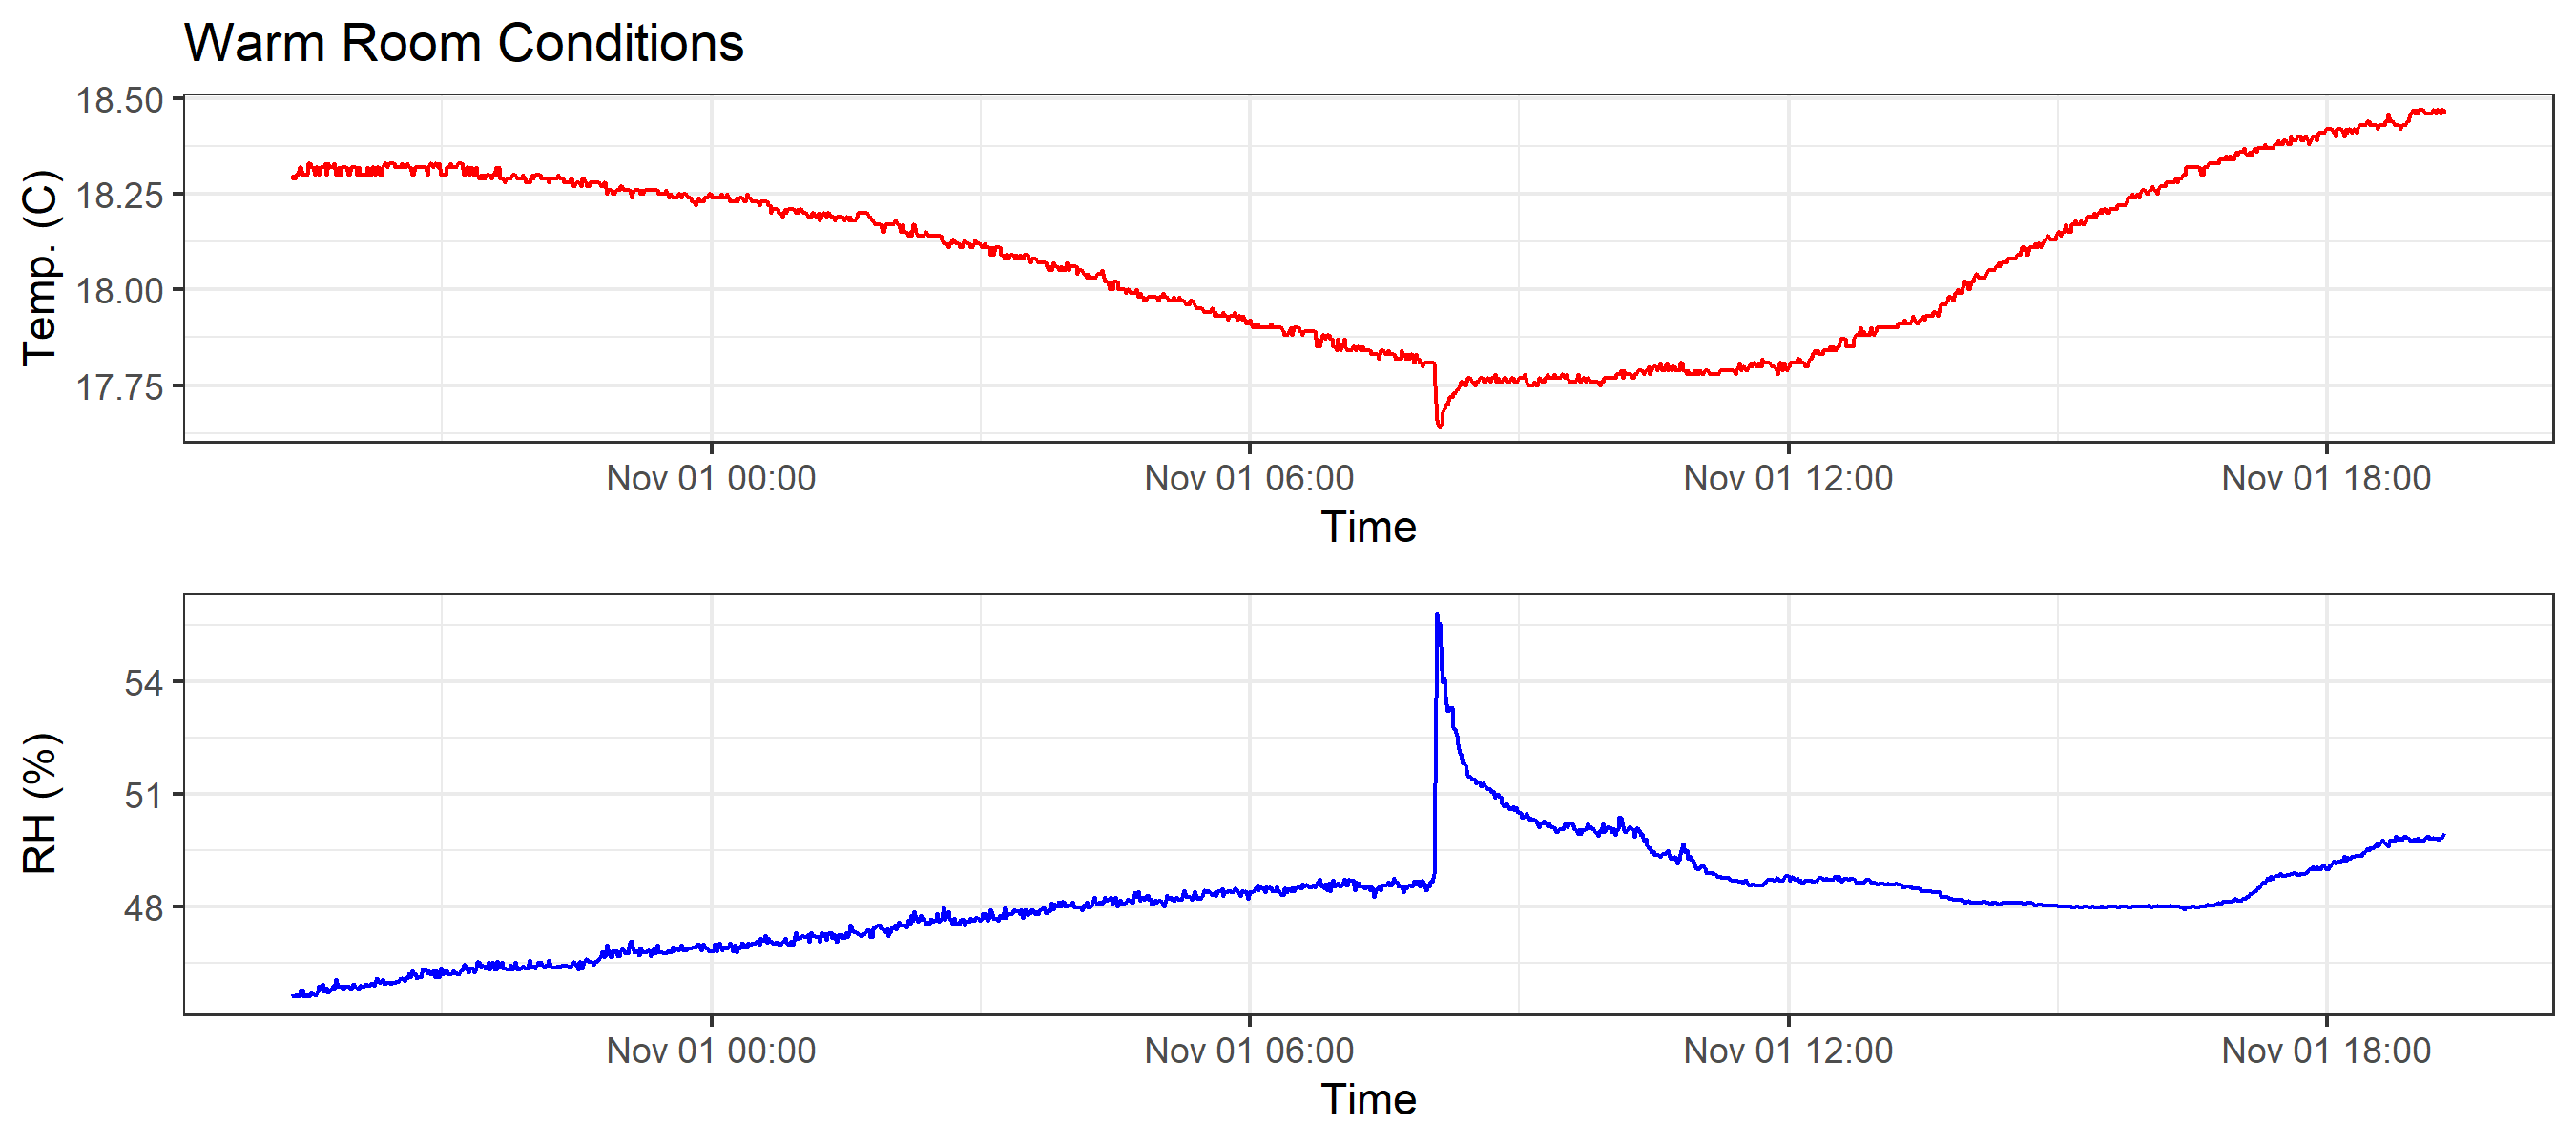 Warm Room Conditions
Temp. (C)
18.50
18.25
18.00
17.75
Nov 01 00:00 Nov 01 06:00 Nov 01 12:00 Nov 01 18:00
Time
RH (%)
54
51
48
Nov 01 00:00 Nov 01 06:00 Nov 01 12:00 Nov 01 18:00
Time